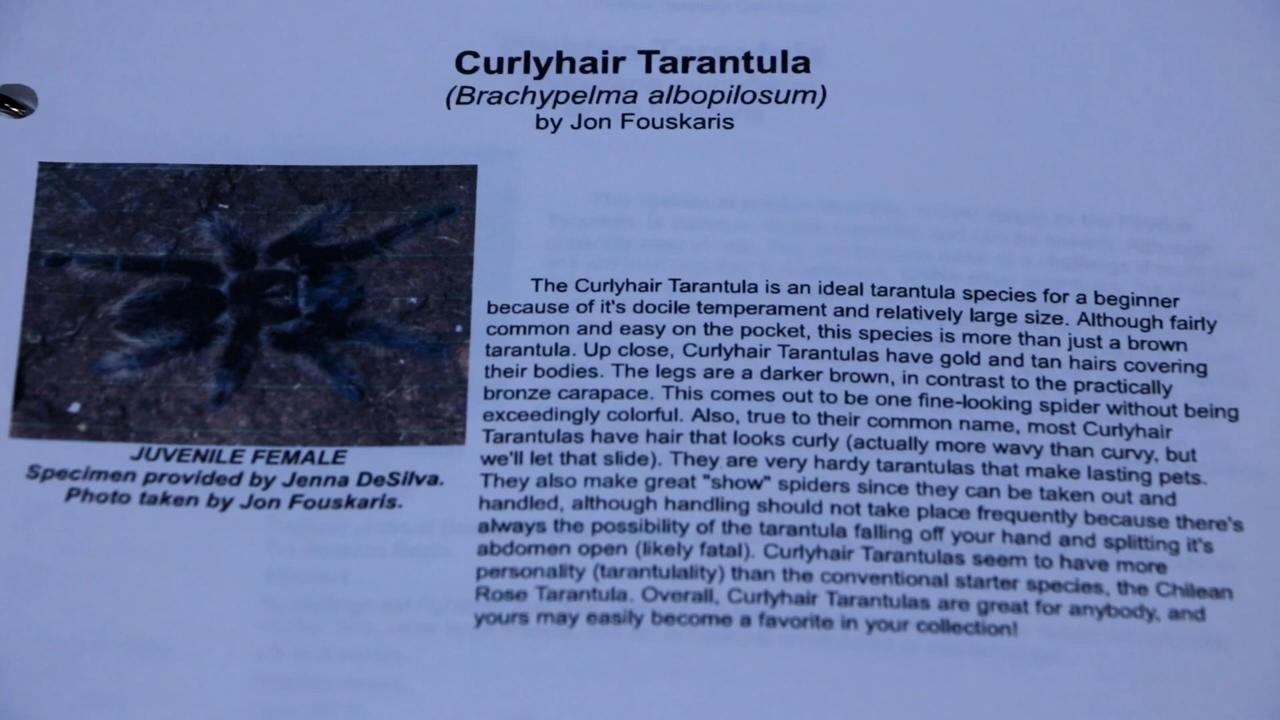 Curlyhair Tarantula
(Brachypelma albopilosum)
by Jon Fouskaris
JUVENILE FEMALE
Specimen provided by Jenna DeSilva.
Photo taken by Jon Fouskaris.
The Curlyhair Tarantula is an ideal tarantula species for a beginner
because of it's docile temperament and relatively large size. Although fairly
common and easy on the pocket, this species is more than just a brown
tarantula. Up close, Curlyhair Tarantulas have gold and tan hairs covering
their bodies. The legs are a darker brown, in contrast to the practically
bronze carapace. This comes out to be one fine-looking spider without being
exceedingly colorful. Also, true to their common name, most Curlyhair
Tarantulas have hair that looks curly (actually more wavy than curvy, but
we'll let that slide). They are very hardy tarantulas that make lasting pets.
They also make great "show" spiders since they can be taken out and
handled, although handling should not take place frequently because there's
always the possibility of the tarantula falling off your hand and splitting it's
abdomen open (likely fatal). Curlyhair Tarantulas seem to have more
personality (tarantulality) than the conventional starter species, the Chilean
Rose Tarantula. Overall, Curlyhair Tarantulas are great for anybody, and
yours may easily become a favorite in your collection!